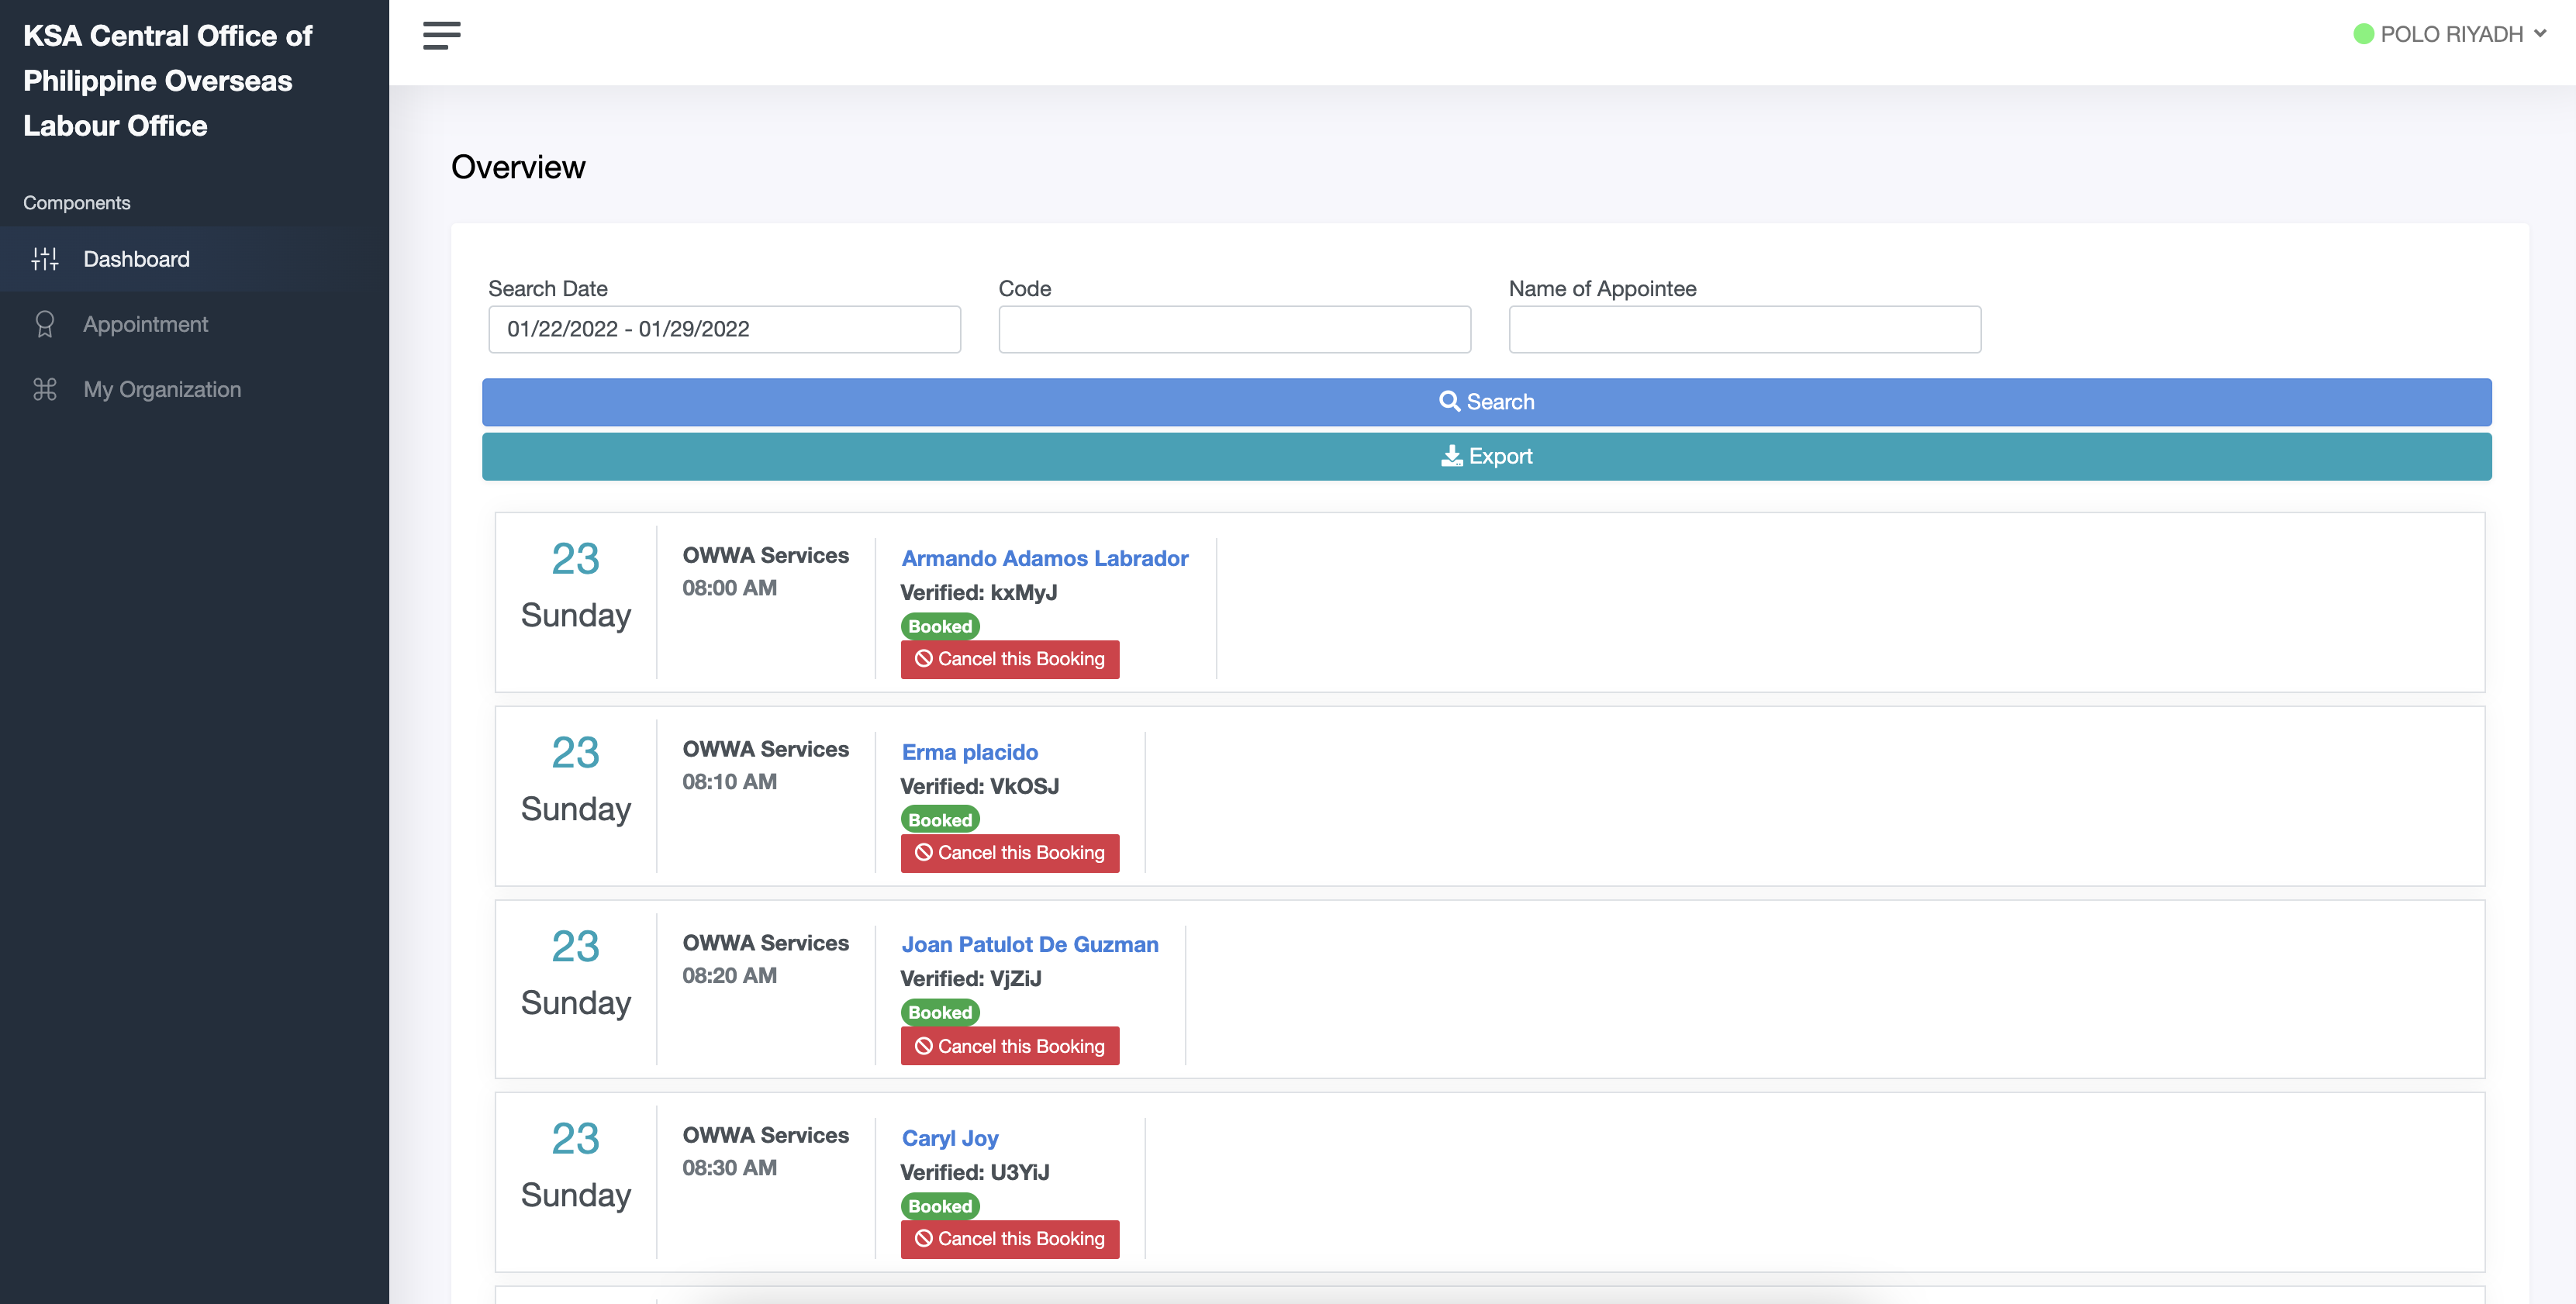 KSA Central Office of
Philippine Overseas
Labour Office
Components
Dashboard
Appointment
My Organization
POLO RIYADH
Overview
Search Date
Code
Name of Appointee
01/22/2022 - 01/29/2022
Search
Export
23
Sunday
OWWA Services
08:00 AM
Armando Adamos Labrador
Verified: kxMyJ
Booked
Cancel this Booking
23
Sunday
OWWA Services
08:10 AM
Erma placido
Verified: VkOSJ
Booked
Cancel this Booking
23
Sunday
OWWA Services
08:20 AM
Joan Patulot De Guzman
Verified: VjZiJ
Booked
Cancel this Booking
23
Sunday
OWWA Services
08:30 AM
Caryl Joy
Verified: U3YiJ
Booked
Cancel this Booking